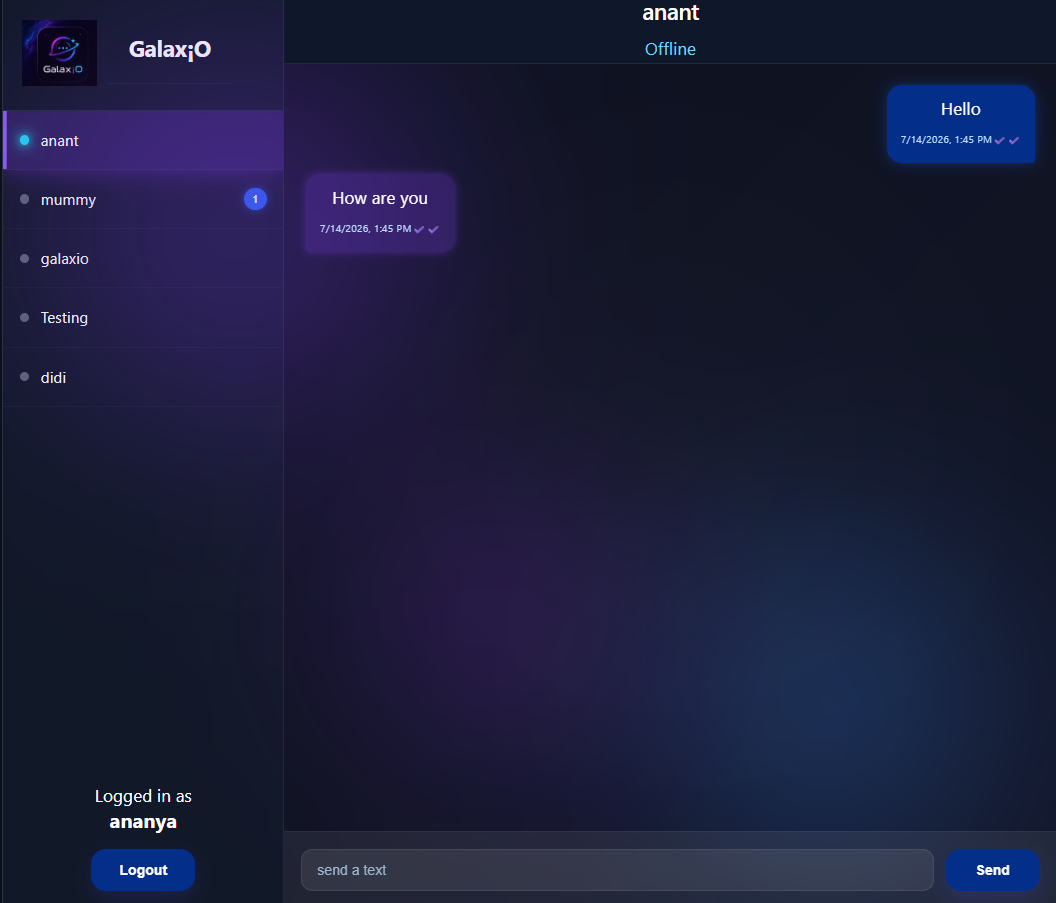 Galax¡O
Galax¡O
anant
mummy
1
galaxio
Testing
didi
Logged in as
ananya
Logout
anant
Offline
Hello
7/14/2026, 1:45 PM
How are you
7/14/2026, 1:45 PM
send a text
Send